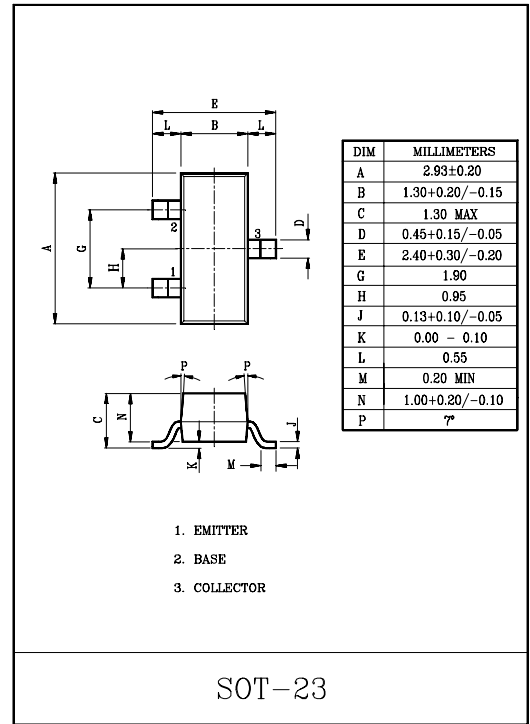 E
L B L
A
G
H
2
1
3
D
P P
C
N
K
M
J
DIM MILLIMETERS
A 2.93±0.20
B 1.30+0.20/-0.15
C 1.30 MAX
D 0.45+0.15/-0.05
E 2.40+0.30/-0.20
G 1.90
H 0.95
J 0.13+0.10/-0.05
K 0.00 - 0.10
L 0.55
M 0.20 MIN
N 1.00+0.20/-0.10
P 7°
1. EMITTER
2. BASE
3. COLLECTOR
SOT-23